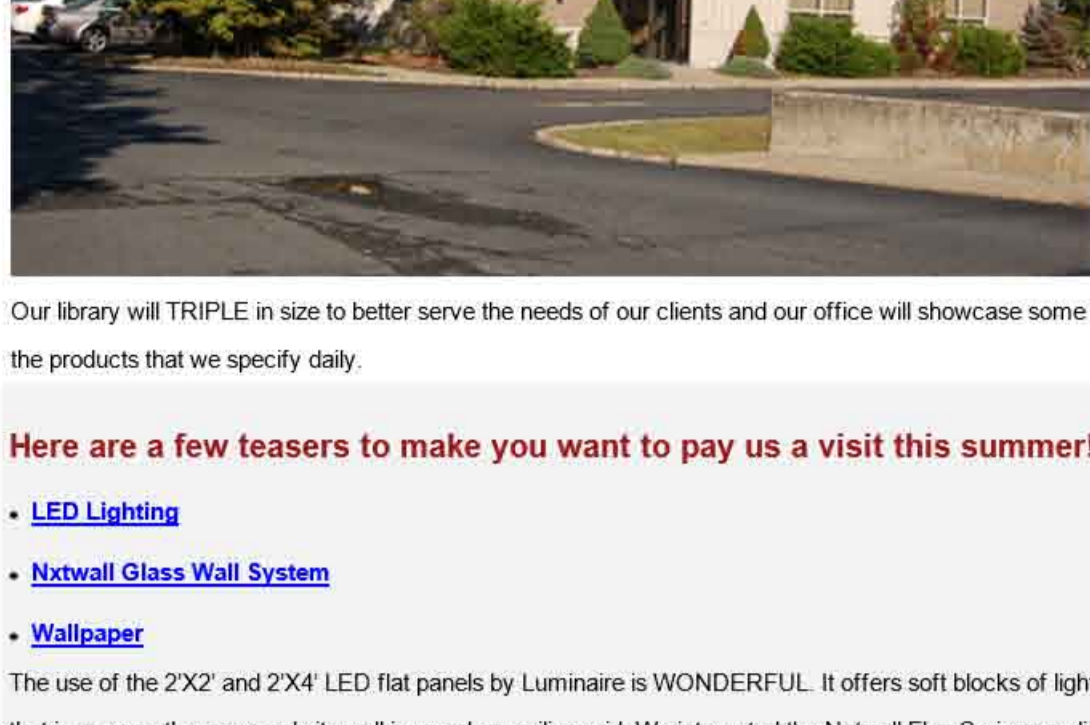 Our library will TRIPLE in size to better serve the needs of our clients and our office will showcase some
the products that we specify daily.
Here are a few teasers to make you want to pay us a visit this summer!
• LED Lighting
• Nxtwall Glass Wall System
• Wallpaper
The use of the 2'X2' and 2'X4' LED flat panels by Luminaire is WONDERFUL. It offers soft blocks of light